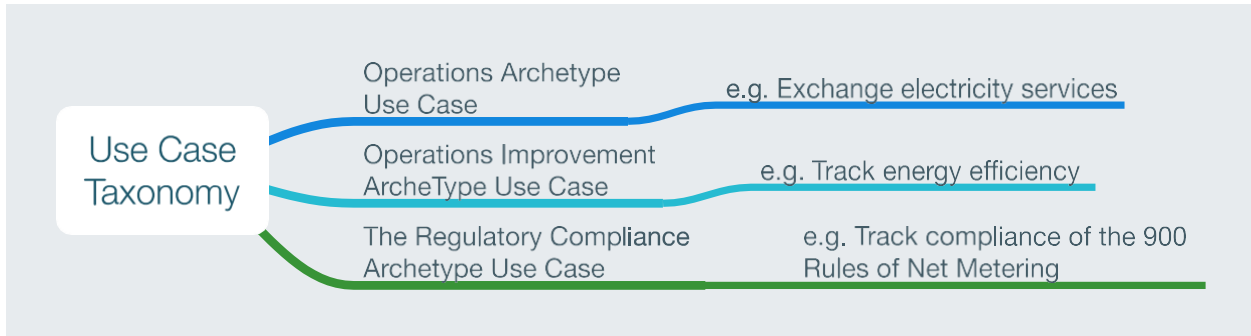 Use Case
Taxonomy
Operations Archetype
Use Case
e.g. Exchange electricity services
Operations Improvement
ArcheType Use Case
e.g. Track energy efficiency
The Regulatory Compliance
Archetype Use Case
e.g. Track compliance of the 900
Rules of Net Metering